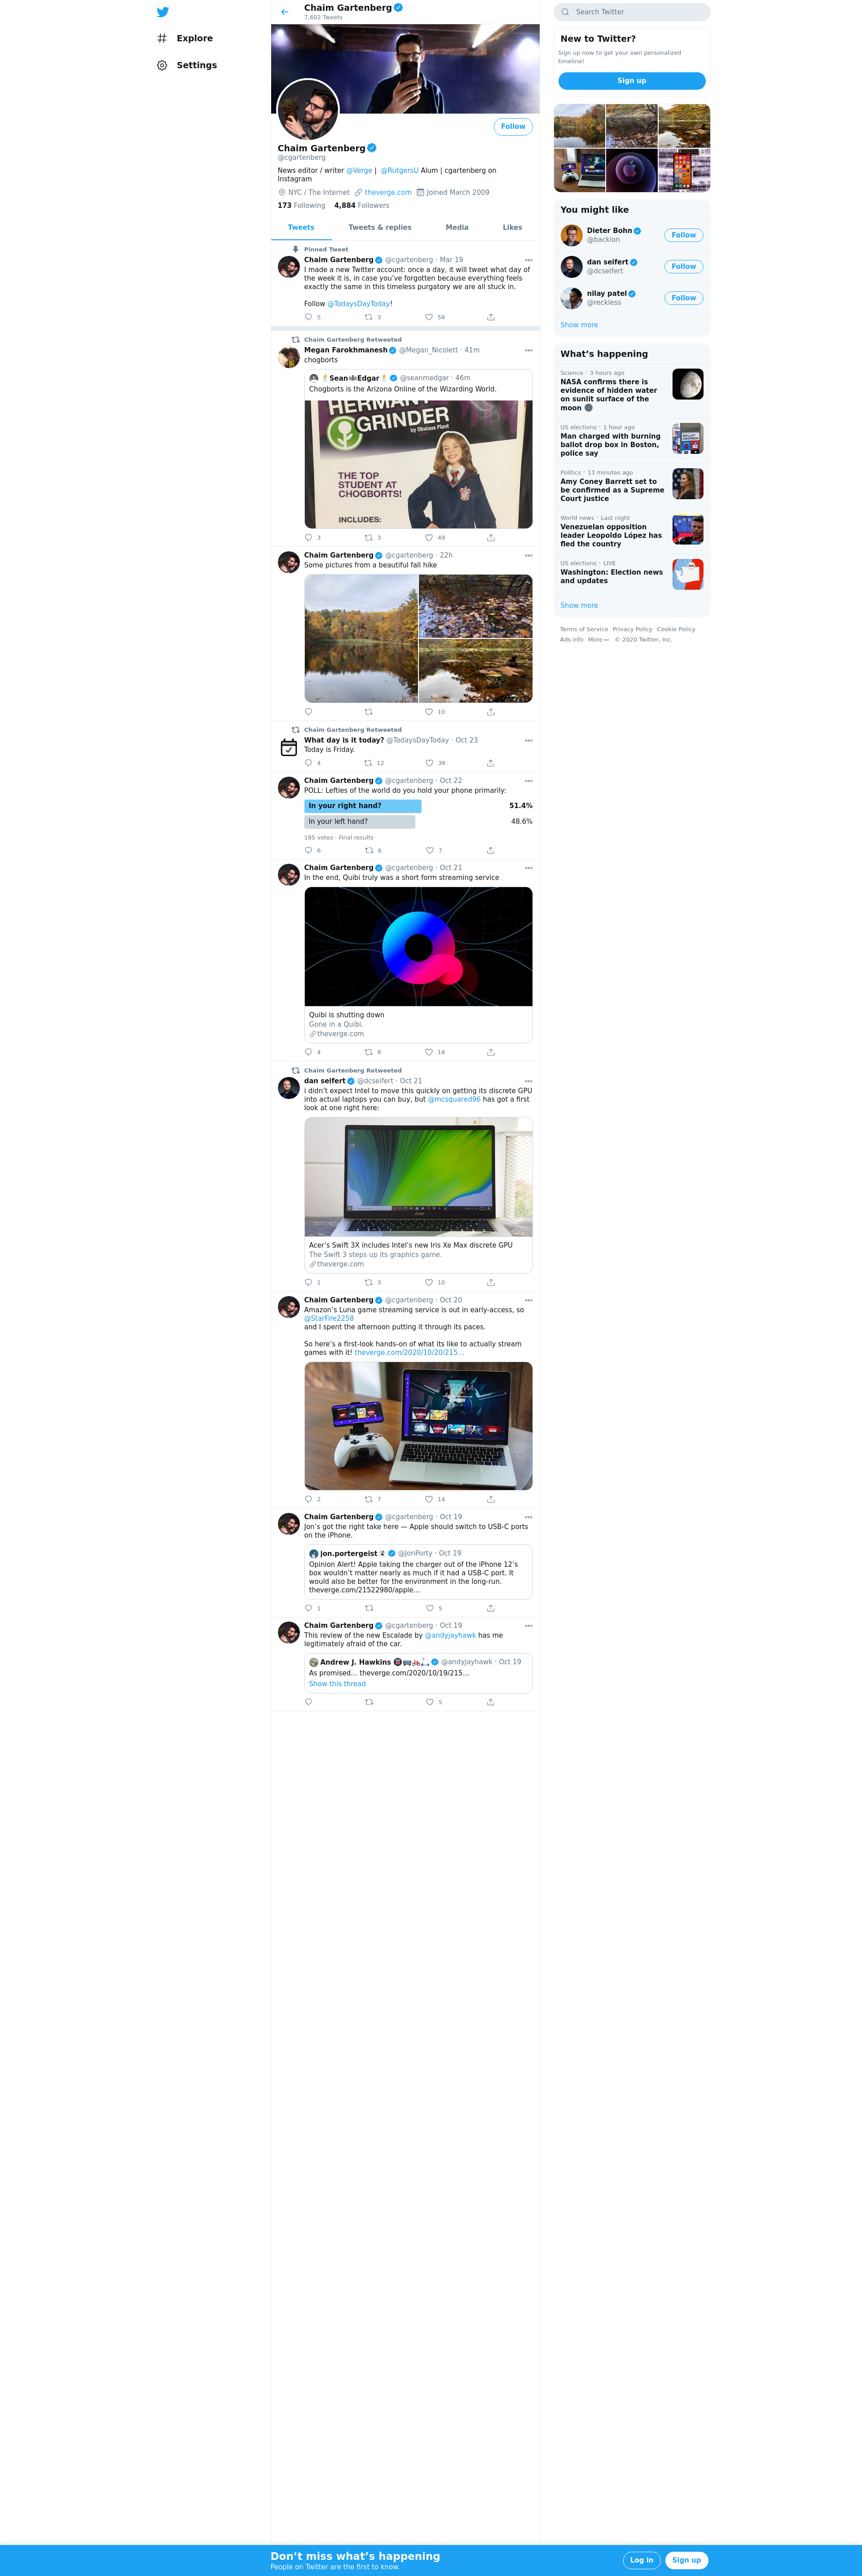 Explore
Settings
Chaim Gartenberg
7,602 Tweets
Follow
Chaim Gartenberg
@cgartenberg
News editor / writer @Verge | @RutgersU Alum | cgartenberg on
Instagram
NYC / The Internet theverge.com Joined March 2009
173 Following 4,884 Followers
Tweets Tweets & replies Media Likes
Pinned Tweet
Chaim Gartenberg @cgartenberg · Mar 19
I made a new Twitter account: once a day, it will tweet what day of
the week it is, in case you’ve forgotten because everything feels
exactly the same in this timeless purgatory we are all stuck in.
Follow @TodaysDayToday!
5 3 58
Chaim Gartenberg Retweeted
Megan Farokhmanesh @Megan_Nicolett · 41m
chogborts
Sean Edgar @seanmedgar · 46m
Chogborts is the Arizona Online of the Wizarding World.
HERMANT
GRINDER
by Obvious Plant
THE TOP
STUDENT AT
CHOGBORTS!
INCLUDES:
3 3 49
Chaim Gartenberg @cgartenberg · 22h
Some pictures from a beautiful fall hike
10
Chaim Gartenberg Retweeted
What day is it today? @TodaysDayToday · Oct 23
Today is Friday.
4 12 36
Chaim Gartenberg @cgartenberg · Oct 22
POLL: Lefties of the world do you hold your phone primarily:
In your right hand? 51.4%
In your left hand? 48.6%
185 votes · Final results
6 6 7
Chaim Gartenberg @cgartenberg · Oct 21
In the end, Quibi truly was a short form streaming service
Quibi is shutting down
Gone in a Quibi.
theverge.com
4 8 18
Chaim Gartenberg Retweeted
dan seifert @dcseifert · Oct 21
i didn’t expect Intel to move this quickly on getting its discrete GPU
into actual laptops you can buy, but @mcsquared96 has got a first
look at one right here:
acer
Acer’s Swift 3X includes Intel’s new Iris Xe Max discrete GPU
The Swift 3 steps up its graphics game.
theverge.com
1 3 10
Chaim Gartenberg @cgartenberg · Oct 20
Amazon’s Luna game streaming service is out in early-access, so
@StarFire2258
and I spent the afternoon putting it through its paces.
So here’s a first-look hands-on of what its like to actually stream
games with it! theverge.com/2020/10/20/215…
2 7 14
Chaim Gartenberg @cgartenberg · Oct 19
Jon’s got the right take here — Apple should switch to USB-C ports
on the iPhone.
jon.portergeist @JonPorty · Oct 19
Opinion Alert! Apple taking the charger out of the iPhone 12’s
box wouldn’t matter nearly as much if it had a USB-C port. It
would also be better for the environment in the long-run.
theverge.com/21522980/apple…
1 5
Chaim Gartenberg @cgartenberg · Oct 19
This review of the new Escalade by @andyjayhawk has me
legitimately afraid of the car.
Andrew J. Hawkins @andyjayhawk · Oct 19
As promised... theverge.com/2020/10/19/215…
Show this thread
5
Search Twitter
New to Twitter?
Sign up now to get your own personalized
timeline!
Sign up
You might like
Dieter Bohn
@backlon
Follow
dan seifert
@dcseifert
Follow
nilay patel
@reckless
Follow
Show more
What’s happening
Science · 3 hours ago
NASA confirms there is
evidence of hidden water
on sunlit surface of the
moon
US elections · 1 hour ago
Man charged with burning
ballot drop box in Boston,
police say
Politics · 13 minutes ago
Amy Coney Barrett set to
be confirmed as a Supreme
Court justice
World news · Last night
Venezuelan opposition
leader Leopoldo López has
fled the country
US elections · LIVE
Washington: Election news
and updates
Show more
Terms of Service Privacy Policy Cookie Policy
Ads info More © 2020 Twitter, Inc.
Don’t miss what’s happening
People on Twitter are the first to know.
Log in Sign up